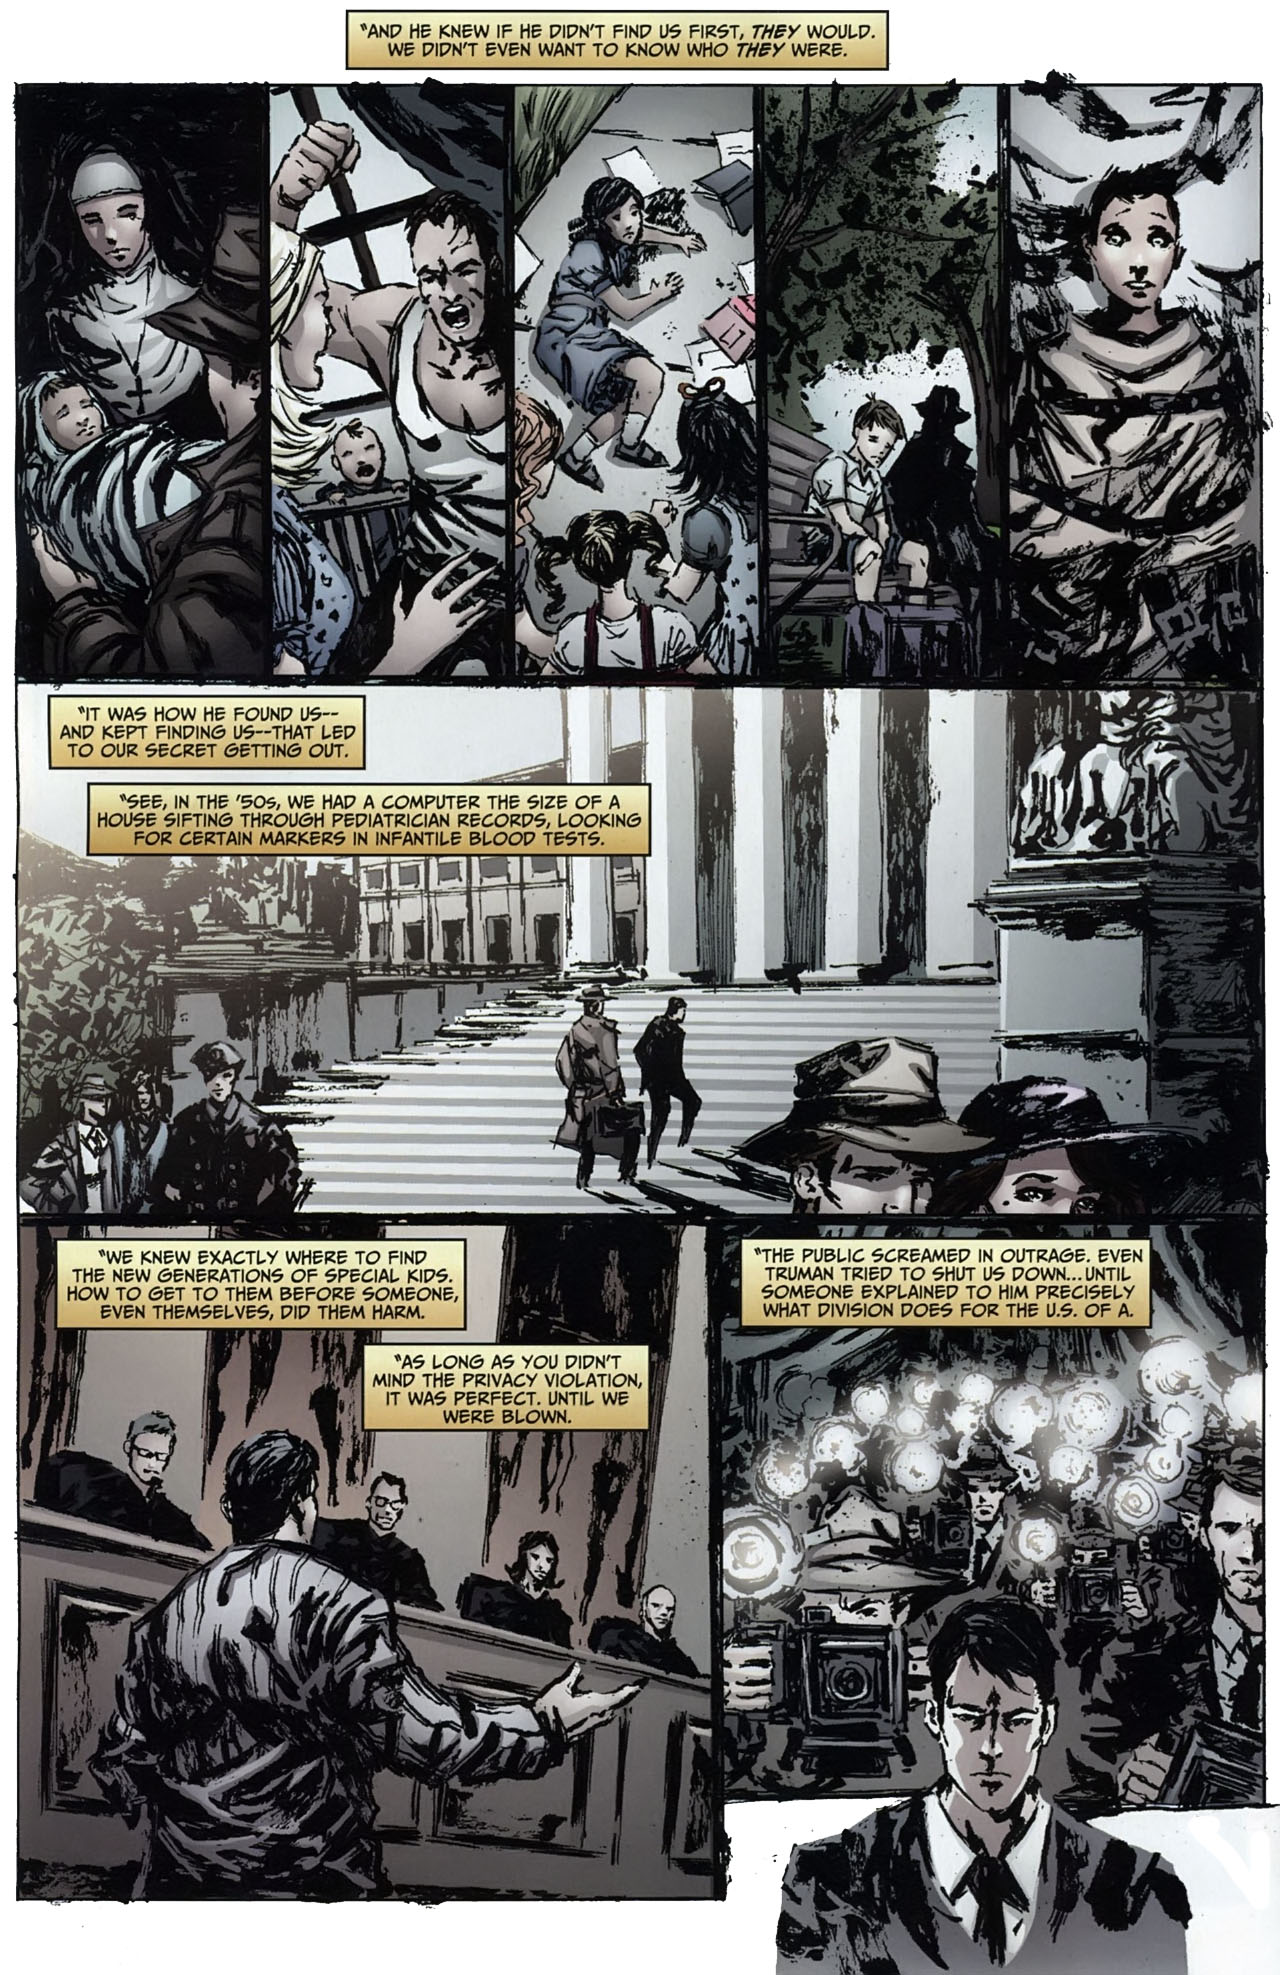 "AND HE KNEW IF HE DIDN'T FIND US FIRST, THEY WOULD.
WE DIDN'T EVEN WANT TO KNOW WHO THEY WERE.
"IT WAS HOW HE FOUND US--
AND KEPT FINDING US--THAT LED
TO OUR SECRET GETTING OUT.
"SEE, IN THE '50S, WE HAD A COMPUTER THE SIZE OF A
HOUSE SIFTING THROUGH PEDIATRICIAN RECORDS, LOOKING
FOR CERTAIN MARKERS IN INFANTILE BLOOD TESTS.
"WE KNEW EXACTLY WHERE TO FIND
THE NEW GENERATIONS OF SPECIAL KIDS.
HOW TO GET TO THEM BEFORE SOMEONE,
EVEN THEMSELVES, DID THEM HARM.
"AS LONG AS YOU DIDN'T
MIND THE PRIVACY VIOLATION,
IT WAS PERFECT. UNTIL WE
WERE BLOWN.
"THE PUBLIC SCREAMED IN OUTRAGE. EVEN
TRUMAN TRIED TO SHUT US DOWN...UNTIL
SOMEONE EXPLAINED TO HIM PRECISELY
WHAT DIVISION DOES FOR THE U.S. OF A.